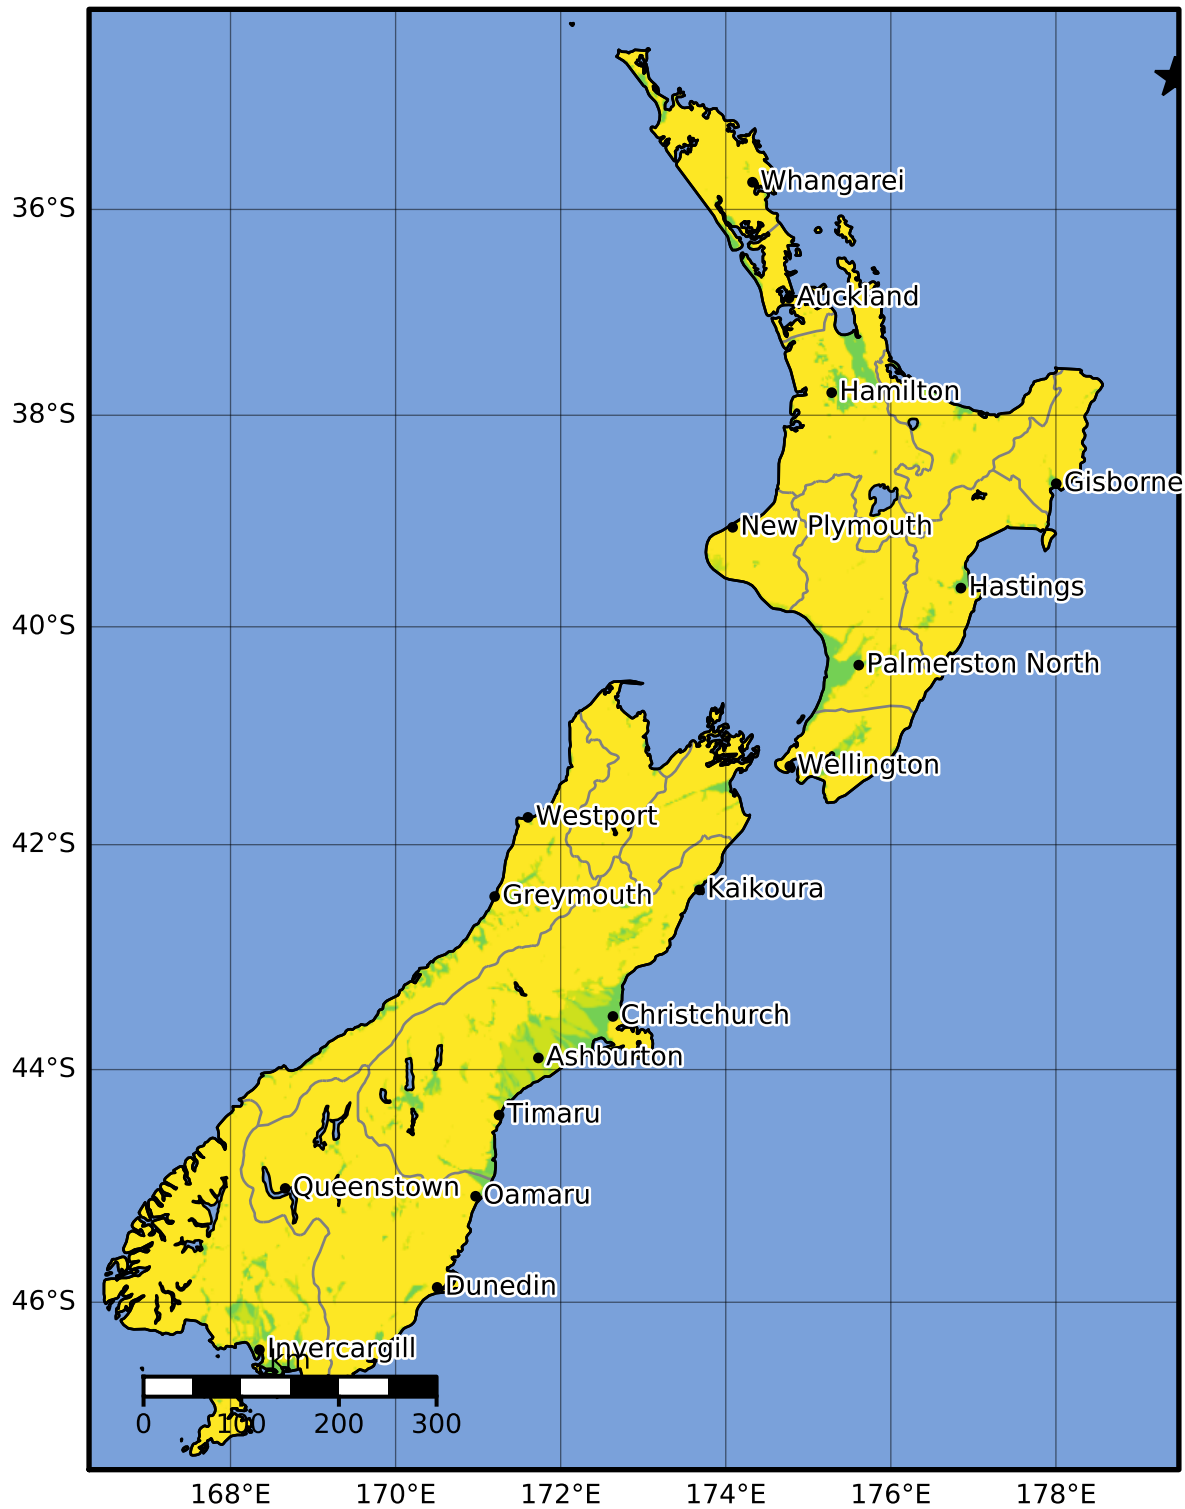 Whangarei
36°S
Auckland
Hamilton
38°S
Gisborne
New Plymouth
Hastings
40°S
Palmerston North
Wellington
Westport
42°S
Kaikoura
Greymouth
Christchurch
Ashburton
44°S
Timaru
Queenstown
Oamaru
Dunedin
46°S
Invercargill
km
0 100 200 300
168°E 170°E 172°E 174°E 176°E 178°E